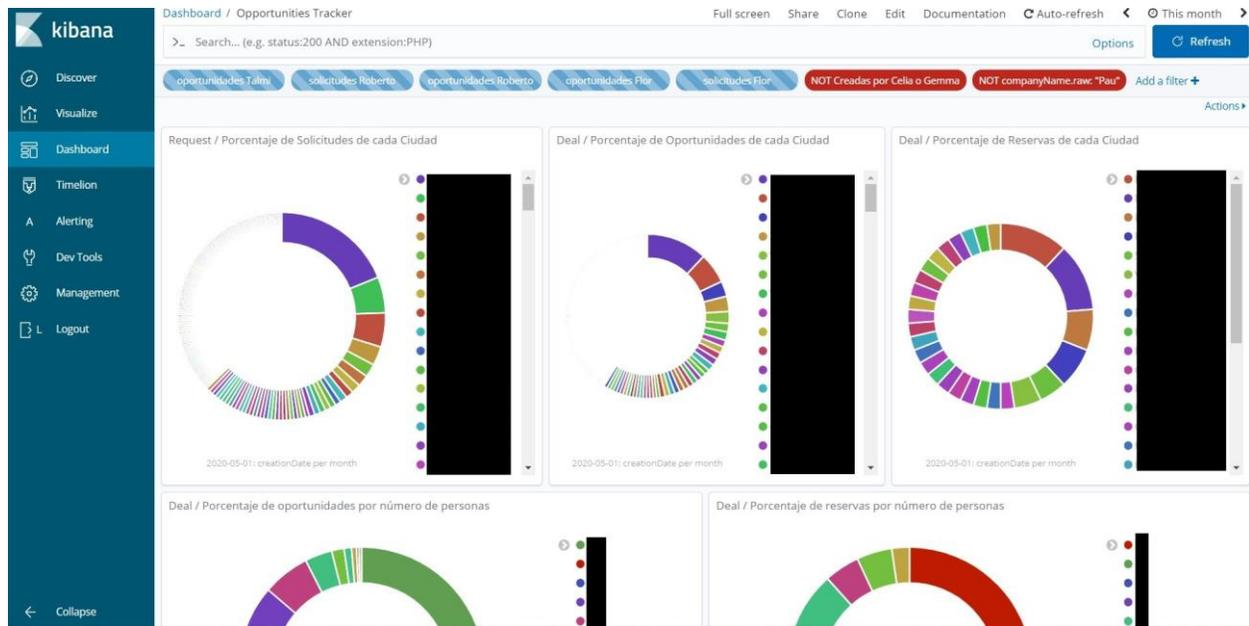 kibana
Discover
Visualize
Dashboard
Timelion
A Alerting
Dev Tools
Management
L Logout
Collapse
Dashboard / Opportunities Tracker
Full screen Share Clone Edit Documentation Auto-refresh This month
>_ Search... (e.g. status:200 AND extension:PHP) Options Refresh
oportunidades Talmi solicitudes Roberto oportunidades Roberto oportunidades Flor solicitudes Flor NOT Creadas por Celia o Gemma NOT companyName.raw: "Pau" Add a filter +
Actions
Request / Porcentaje de Solicitudes de cada Ciudad
2020-05-01: creationDate per month
Deal / Porcentaje de Oportunidades de cada Ciudad
2020-05-01: creationDate per month
Deal / Porcentaje de Reservas de cada Ciudad
2020-05-01: creationDate per month
Deal / Porcentaje de oportunidades por número de personas
Deal / Porcentaje de reservas por número de personas